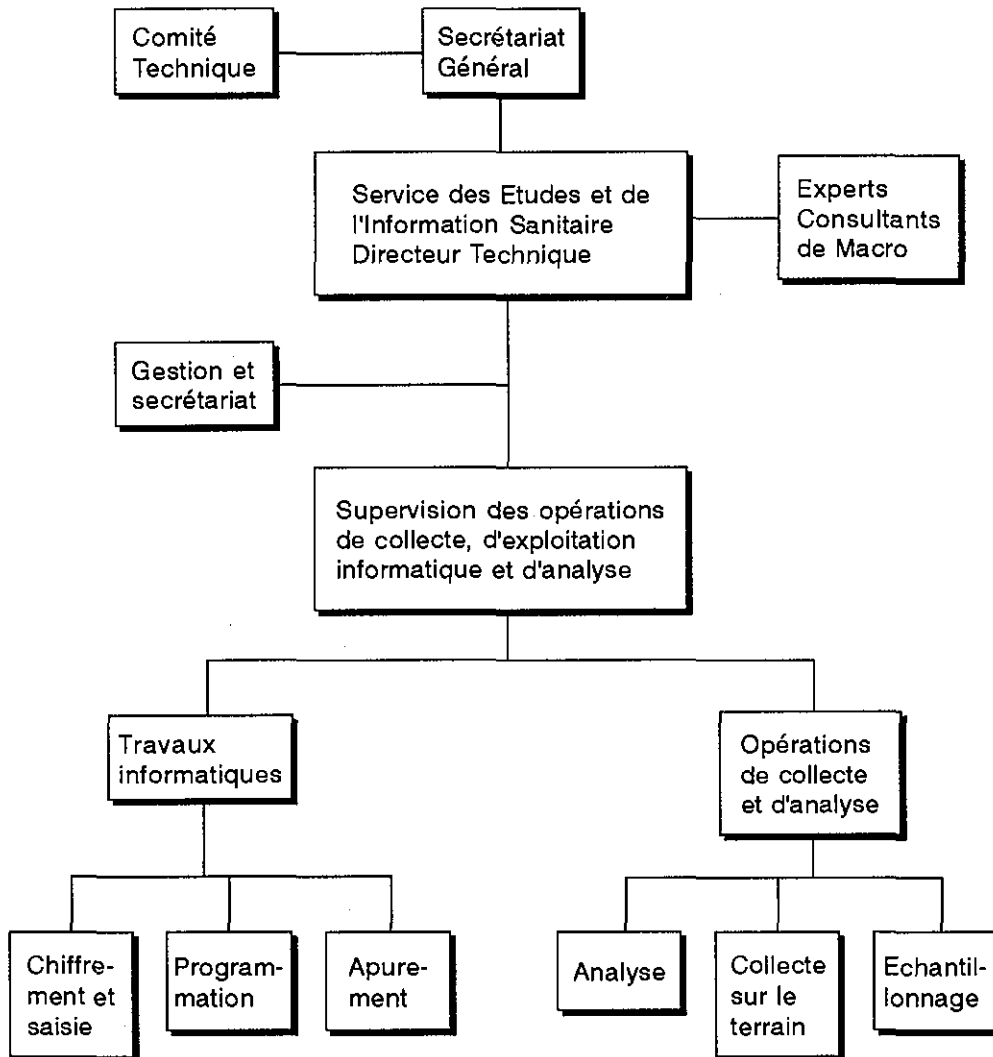 Comité
Technique
Secrétariat
Général
Service des Etudes et de
l'Information Sanitaire
Directeur Technique
Experts
Consultants
de Macro
Gestion et
secrétariat
Supervision des opérations
de collecte, d'exploitation
informatique et d'analyse
Travaux
informatiques
Opérations
de collecte
et d'analyse
Chiffre-
ment et
saisie
Program-
mation
Apure-
ment
Analyse
Collecte
sur le
terrain
Echantil-
lonnage